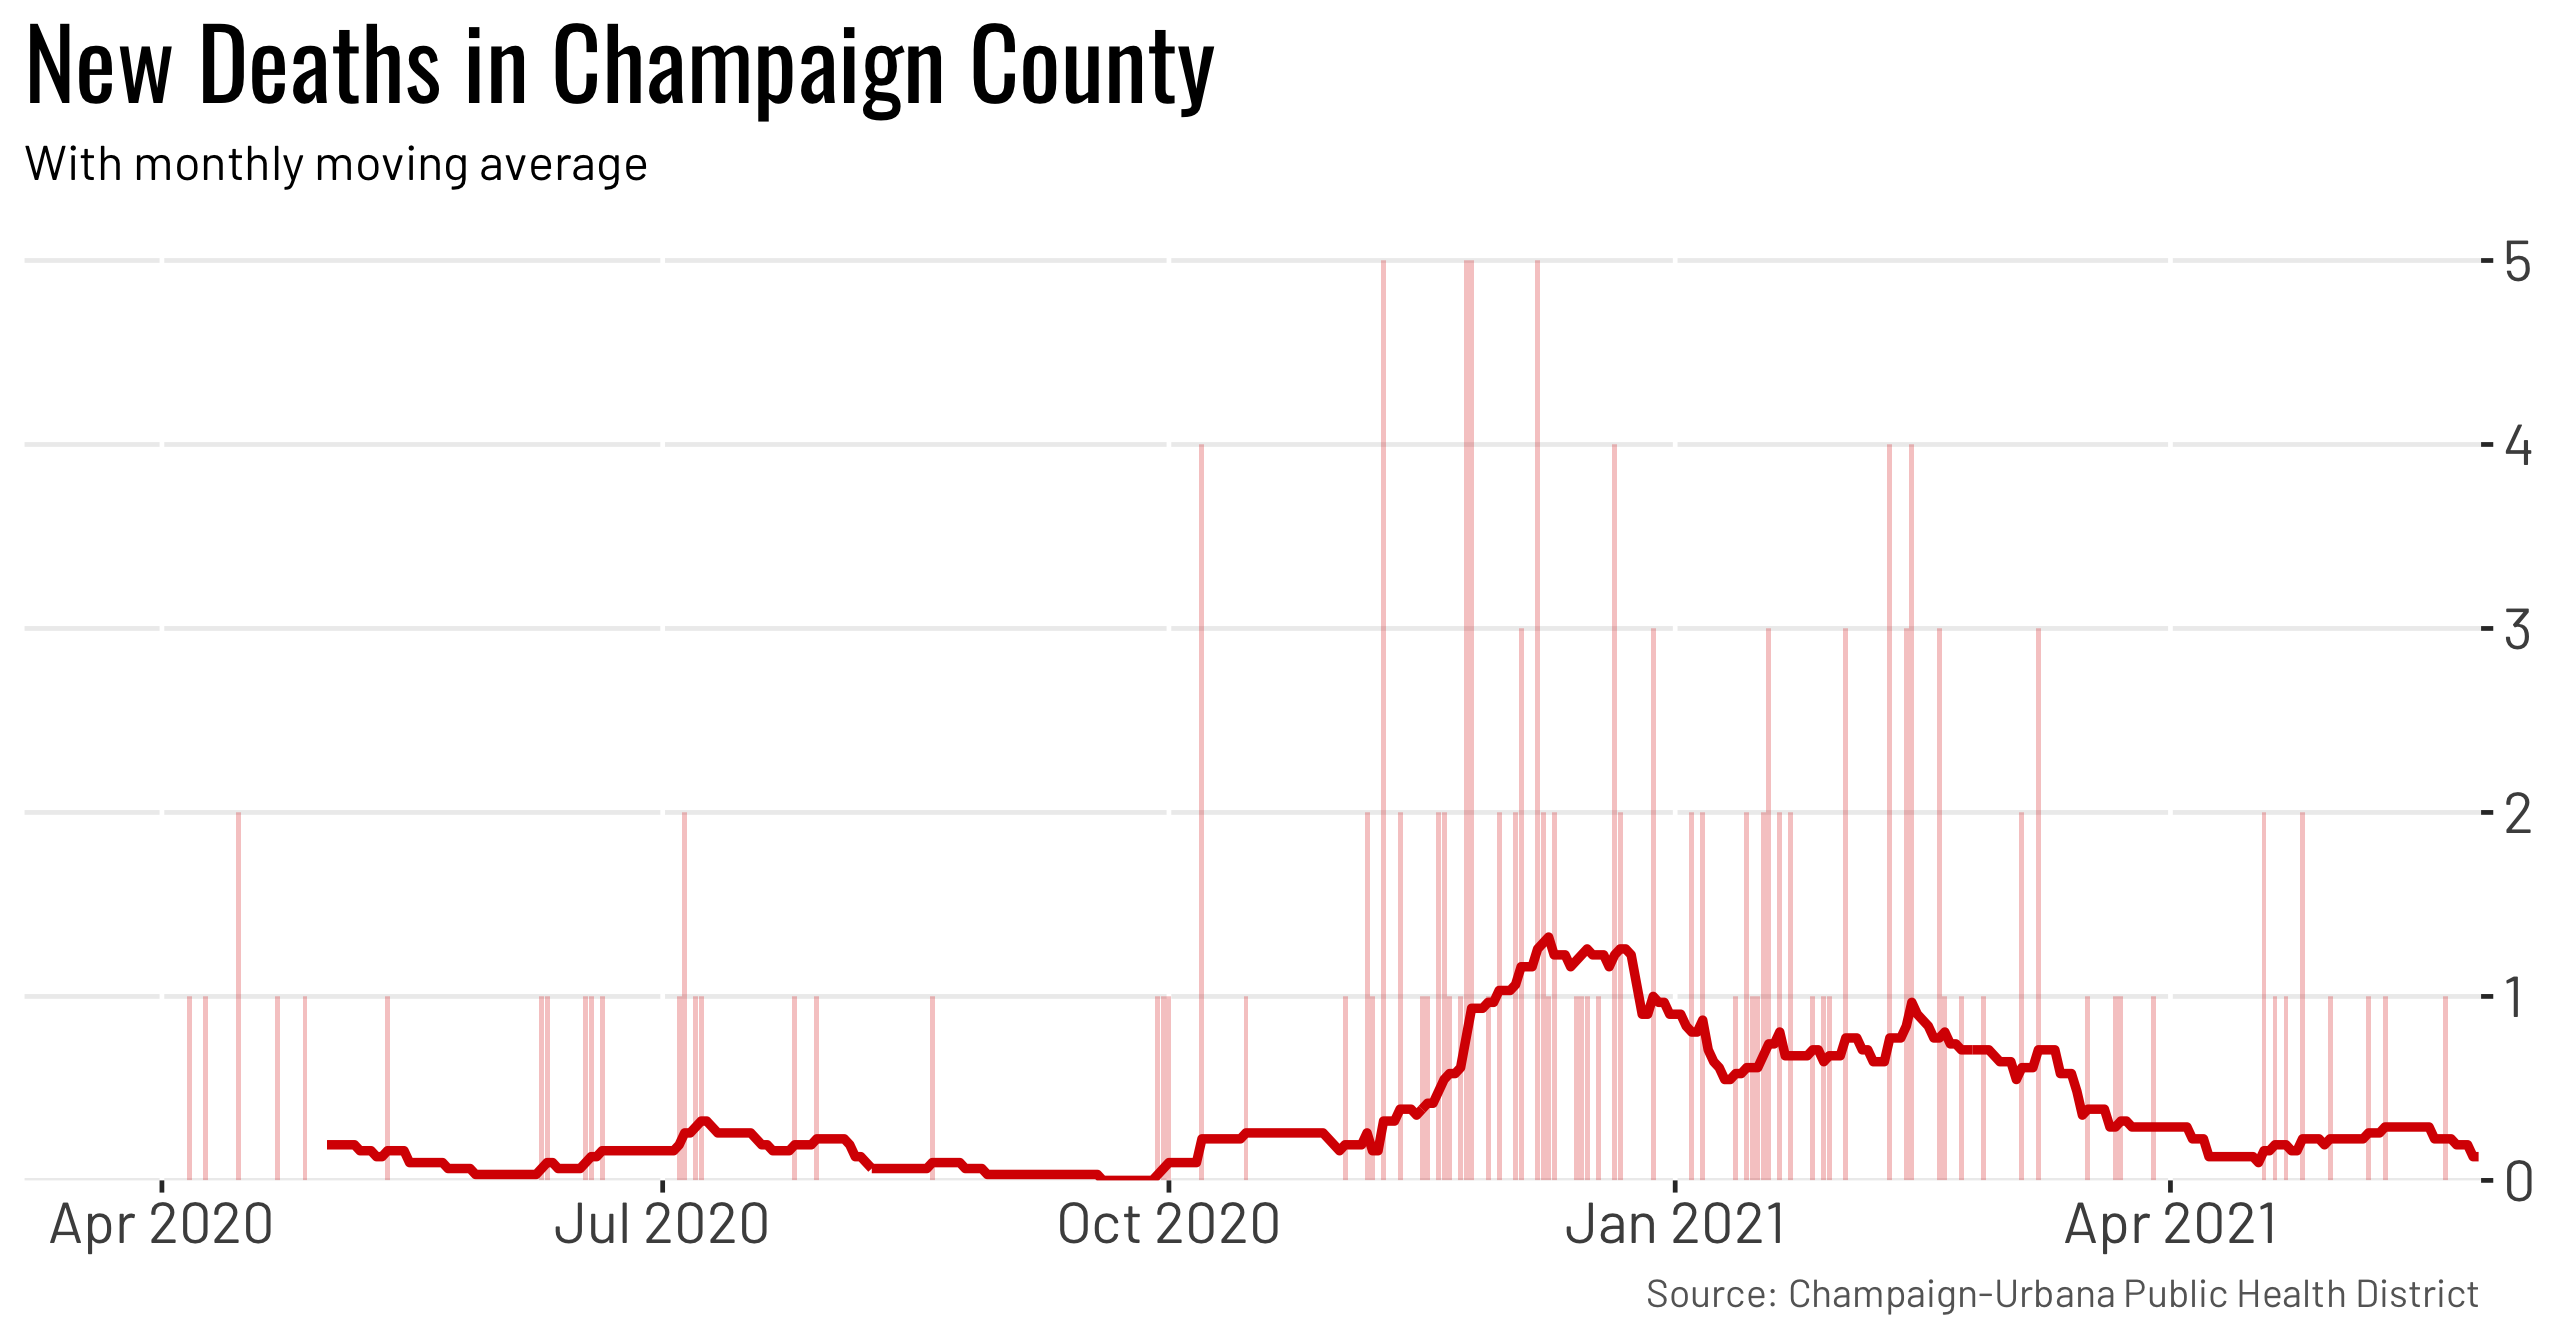 New Deaths in Champaign County
With monthly moving average
5
4
3
2
1
0
Apr 2020 Jul 2020 Oct 2020 Jan 2021 Apr 2021
Source: Champaign-Urbana Public Health District